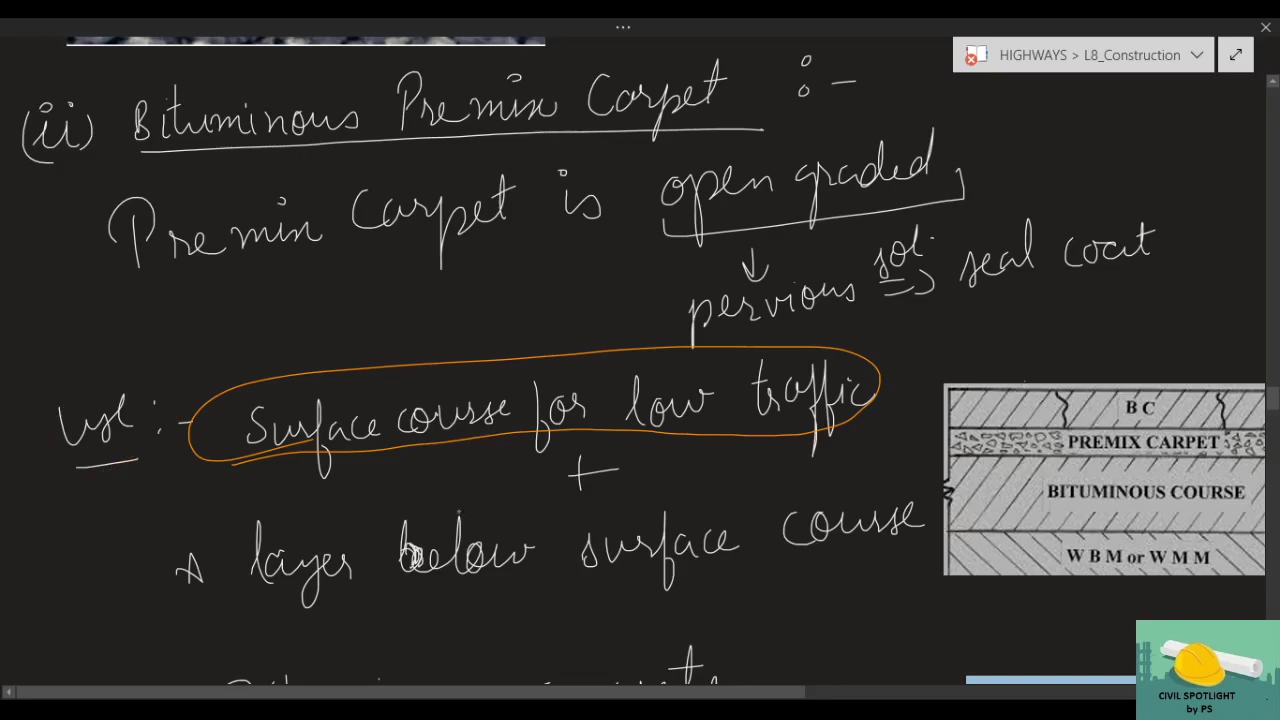 HIGHWAYS > L8_Construction
(ii) Bituminous Premix Carpet :-
Premix Carpet is open graded
pervious sol. => seal coat
Use :- Surface course for low traffic
+
A layer below surface course
BC
PREMIX CARPET
BITUMINOUS COURSE
WBM or WMM
CIVIL SPOTLIGHT
by PS